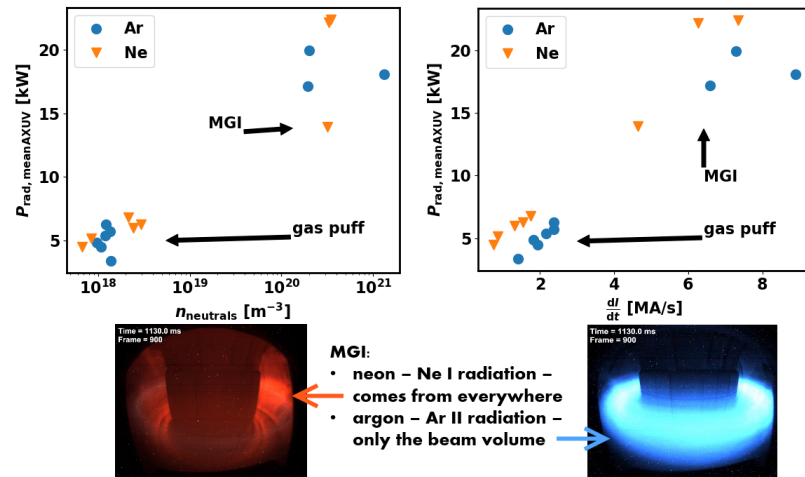 Ar
Ne
MGI
gas puff
20
15
10
5
P_rad, meanAXUV [kW]
10^18
10^19
10^20
10^21
n_neutrals [m^−3]
Ar
Ne
MGI
gas puff
20
15
10
5
P_rad, meanAXUV [kW]
2
4
6
8
dI/dt [MA/s]
Time = 1130.0 ms
Frame = 900
MGI:
• neon – Ne I radiation –
comes from everywhere
• argon – Ar II radiation –
only the beam volume
Time = 1130.0 ms
Frame = 900